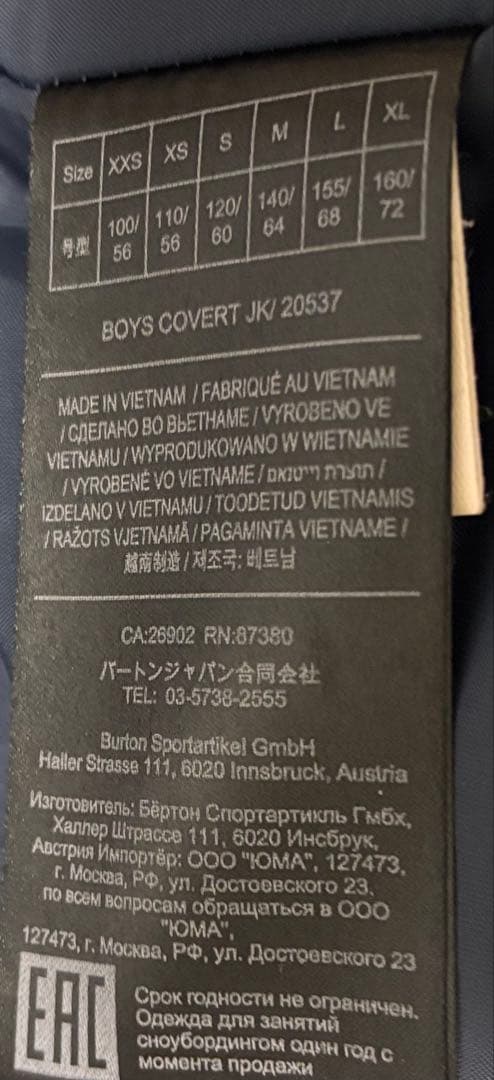 Size XXS XS S M L XL
号型 100/56 110/56 120/60 140/64 155/68 160/72
BOYS COVERT JK/ 20537
MADE IN VIETNAM / FABRIQUÉ AU VIETNAM
/ СДЕЛАНО ВО ВЬЕТНАМЕ / VYROBENO VE
VIETNAMU / WYPRODUKOWANO W WIETNAMIE
/ VYROBENÉ VO VIETNAME / תוצרת וייטנאם /
IZDELANO V VIETNAMU / TOODETUD VIETNAMIS
/ RAŽOTS VJETNAMĀ / PAGAMINTA VIETNAME /
越南制造 / 제조국: 베트남
CA:26902 RN:87380
バートンジャパン合同会社
TEL: 03-5738-2555
Burton Sportartikel GmbH
Haller Strasse 111, 6020 Innsbruck, Austria
Изготовитель: Бёртон Спортартикль Гмбх,
Халлер Штрассе 111, 6020 Инсбрук,
Австрия Импортёр: ООО "ЮМА", 127473,
г. Москва, РФ, ул. Достоевского 23.
по всем вопросам обращаться в ООО
"ЮМА",
127473, г. Москва, РФ, ул. Достоевского 23
EAC
Срок годности не ограничен.
Одежда для занятий
сноубордингом один год с
момента продажи